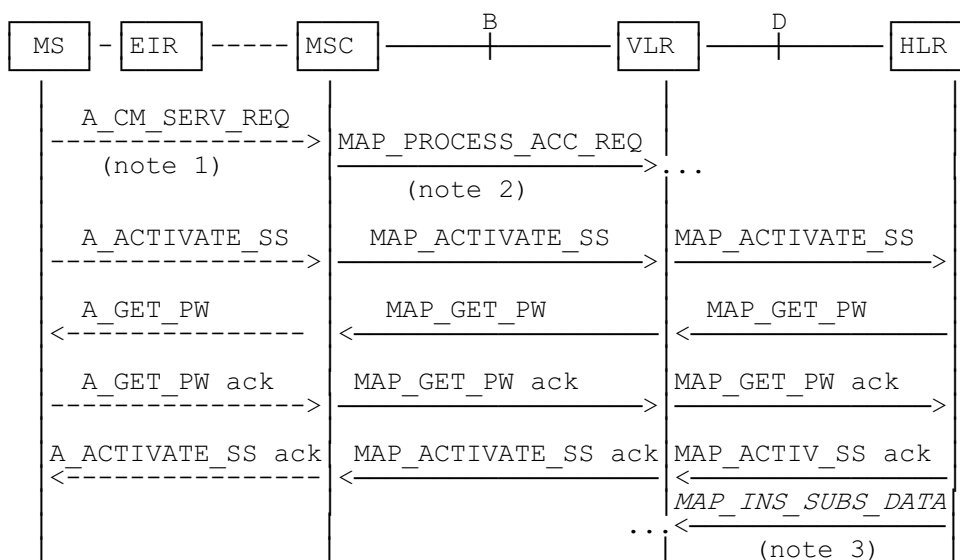 B D
MS EIR MSC VLR HLR
A_CM_SERV_REQ
MAP_PROCESS_ACC_REQ
(note 1)
...
(note 2)
A_ACTIVATE_SS MAP_ACTIVATE_SS MAP_ACTIVATE_SS
A_GET_PW MAP_GET_PW MAP_GET_PW
A_GET_PW ack MAP_GET_PW ack MAP_GET_PW ack
A_ACTIVATE_SS ack MAP_ACTIVATE_SS ack MAP_ACTIV_SS ack
MAP_INS_SUBS_DATA
...
(note 3)